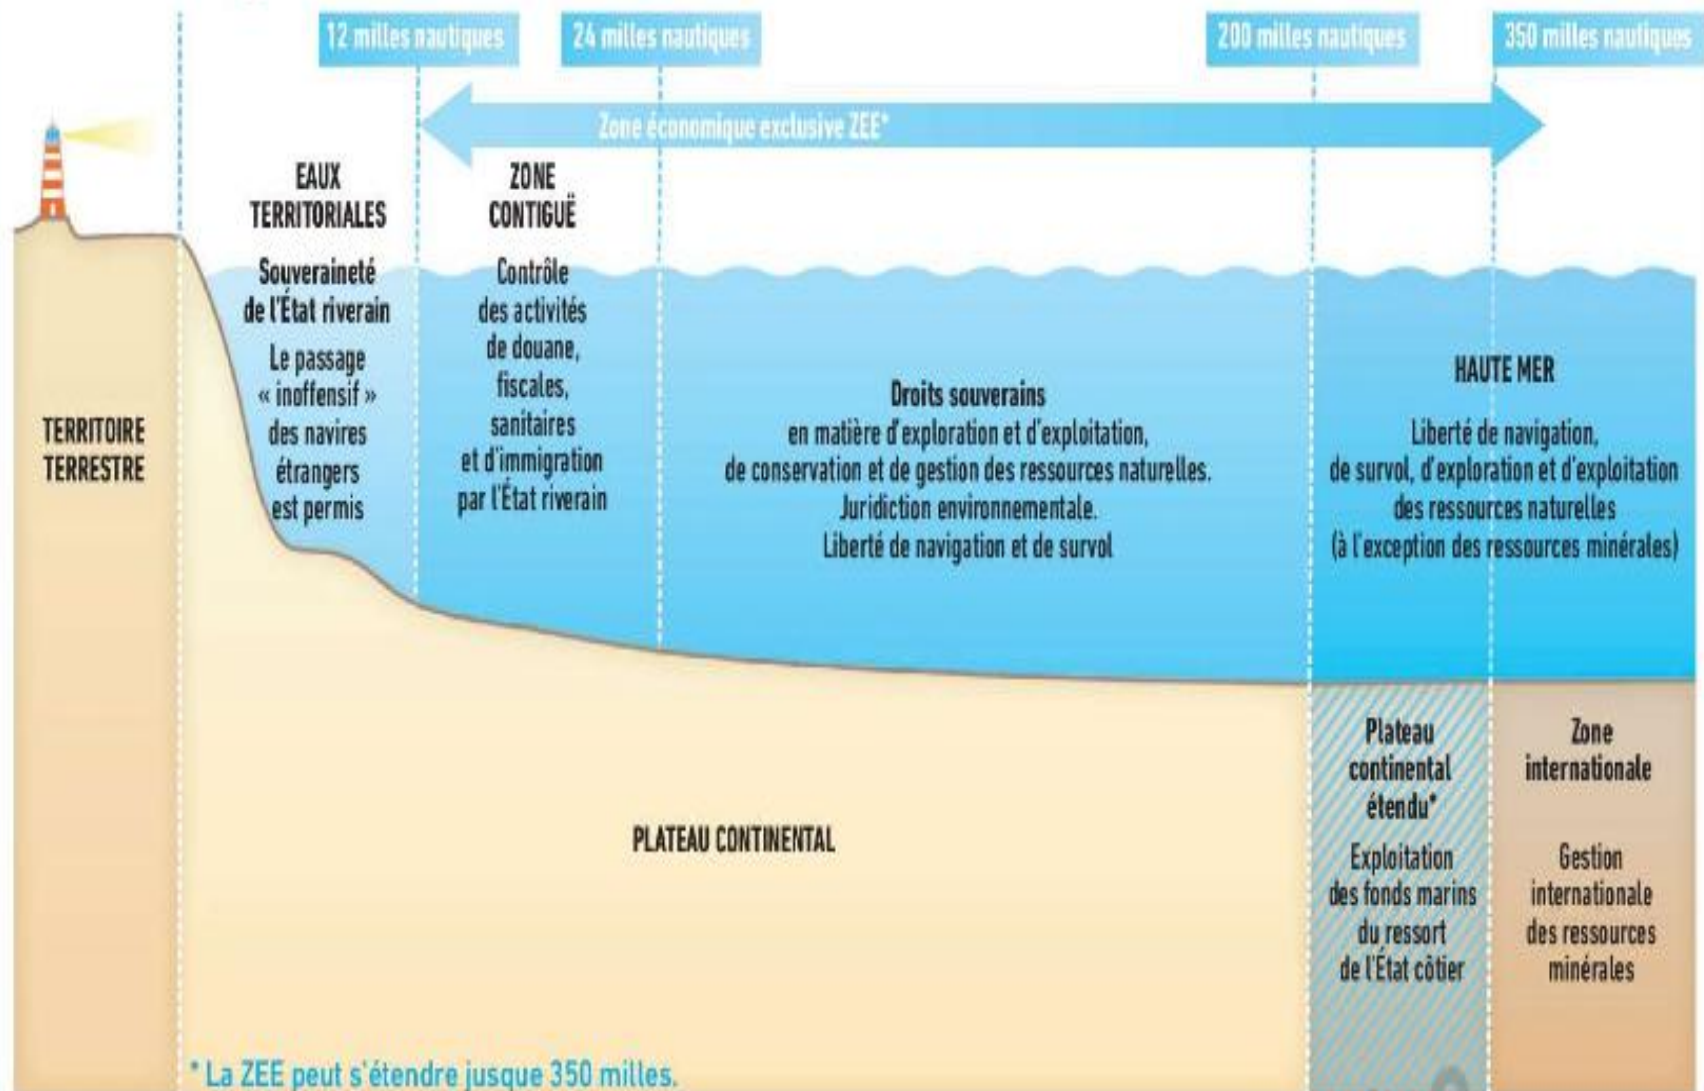 12 milles nautiques
24 milles nautiques
200 milles nautiques
350 milles nautiques
Zone économique exclusive ZEE*
EAUX
TERRITORIALES
Souveraineté
de l'État riverain
Le passage
« inoffensif »
des navires
étrangers
est permis
ZONE
CONTIGUË
Contrôle
des activités
de douane,
fiscales,
sanitaires
et d'immigration
par l'État riverain
TERRITOIRE
TERRESTRE
Droits souverains
en matière d'exploration et d'exploitation,
de conservation et de gestion des ressources naturelles.
Juridiction environnementale.
Liberté de navigation et de survol
HAUTE MER
Liberté de navigation,
de survol, d'exploration et d'exploitation
des ressources naturelles
(à l'exception des ressources minérales)
PLATEAU CONTINENTAL
Plateau
continental
étendu*
Exploitation
des fonds marins
du ressort
de l'État côtier
Zone
internationale
Gestion
internationale
des ressources
minérales
* La ZEE peut s'étendre jusque 350 milles.